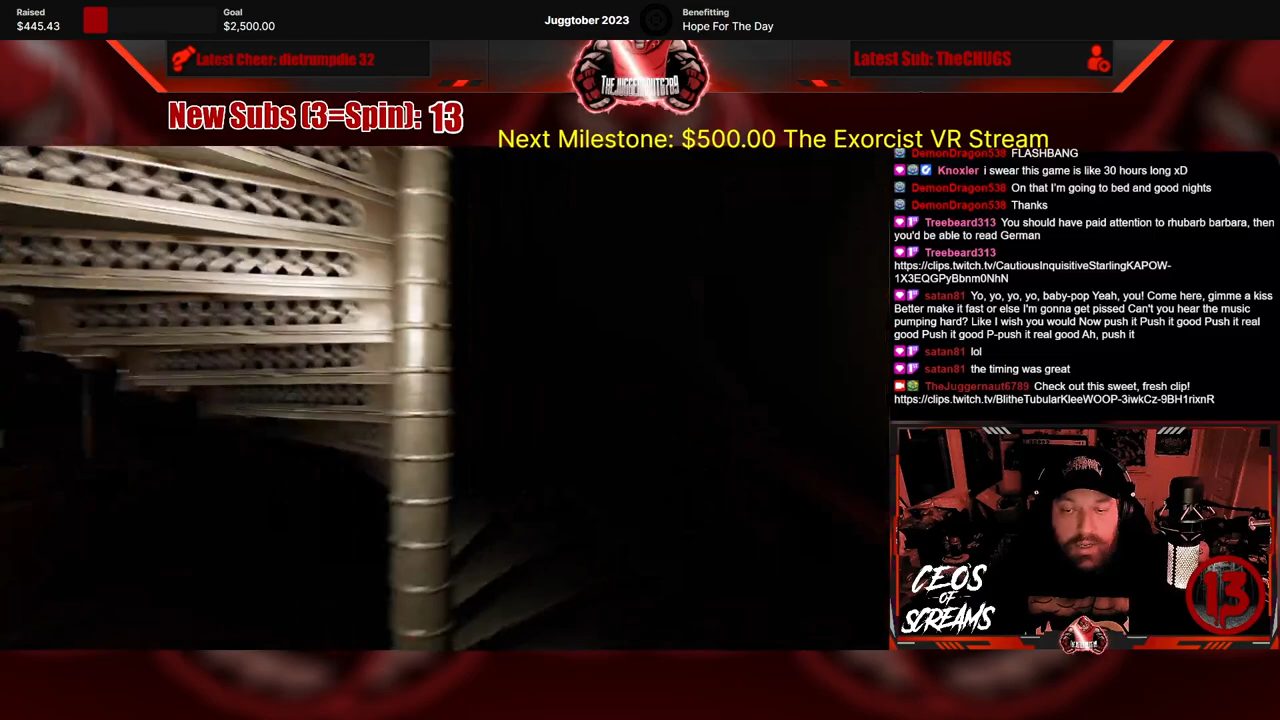 Raised
$445.43
Goal
$2,500.00
Juggtober 2023
Benefitting
Hope For The Day
Latest Cheer: dietrumpdie 32
THEJUGGERNAUT6789
Latest Sub: TheCHUGS
New Subs (3=Spin): 13
Next Milestone: $500.00 The Exorcist VR Stream
DemonDragon538 FLASHBANG
Knoxler i swear this game is like 30 hours long xD
DemonDragon538 On that I'm going to bed and good nights
DemonDragon538 Thanks
Treebeard313 You should have paid attention to rhubarb barbara, then
you'd be able to read German
Treebeard313
https://clips.twitch.tv/CautiousInquisitiveStarlingKAPOW-
1X3EQGPyBbnm0NhN
satan81 Yo, yo, yo, yo, baby-pop Yeah, you! Come here, gimme a kiss
Better make it fast or else I'm gonna get pissed Can't you hear the music
pumping hard? Like I wish you would Now push it Push it good Push it real
good Push it good P-push it real good Ah, push it
satan81 lol
satan81 the timing was great
TheJuggernaut6789 Check out this sweet, fresh clip!
https://clips.twitch.tv/BlitheTubularKleeWOOP-3iwkCz-9BH1rixnR
CEOS
OF
SCREAMS
13